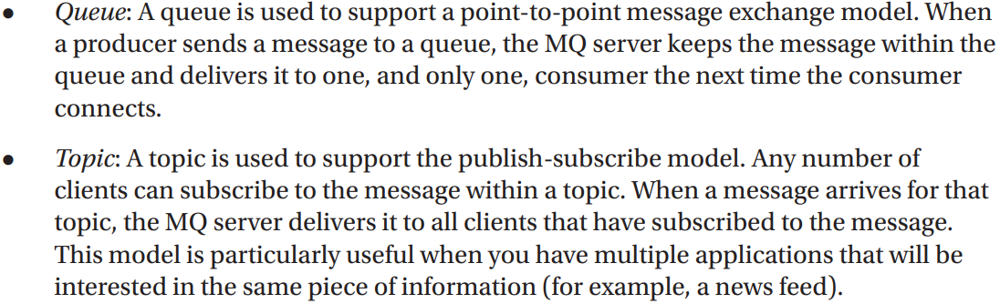 • Queue: A queue is used to support a point-to-point message exchange model. When
a producer sends a message to a queue, the MQ server keeps the message within the
queue and delivers it to one, and only one, consumer the next time the consumer
connects.
• Topic: A topic is used to support the publish-subscribe model. Any number of
clients can subscribe to the message within a topic. When a message arrives for that
topic, the MQ server delivers it to all clients that have subscribed to the message.
This model is particularly useful when you have multiple applications that will be
interested in the same piece of information (for example, a news feed).